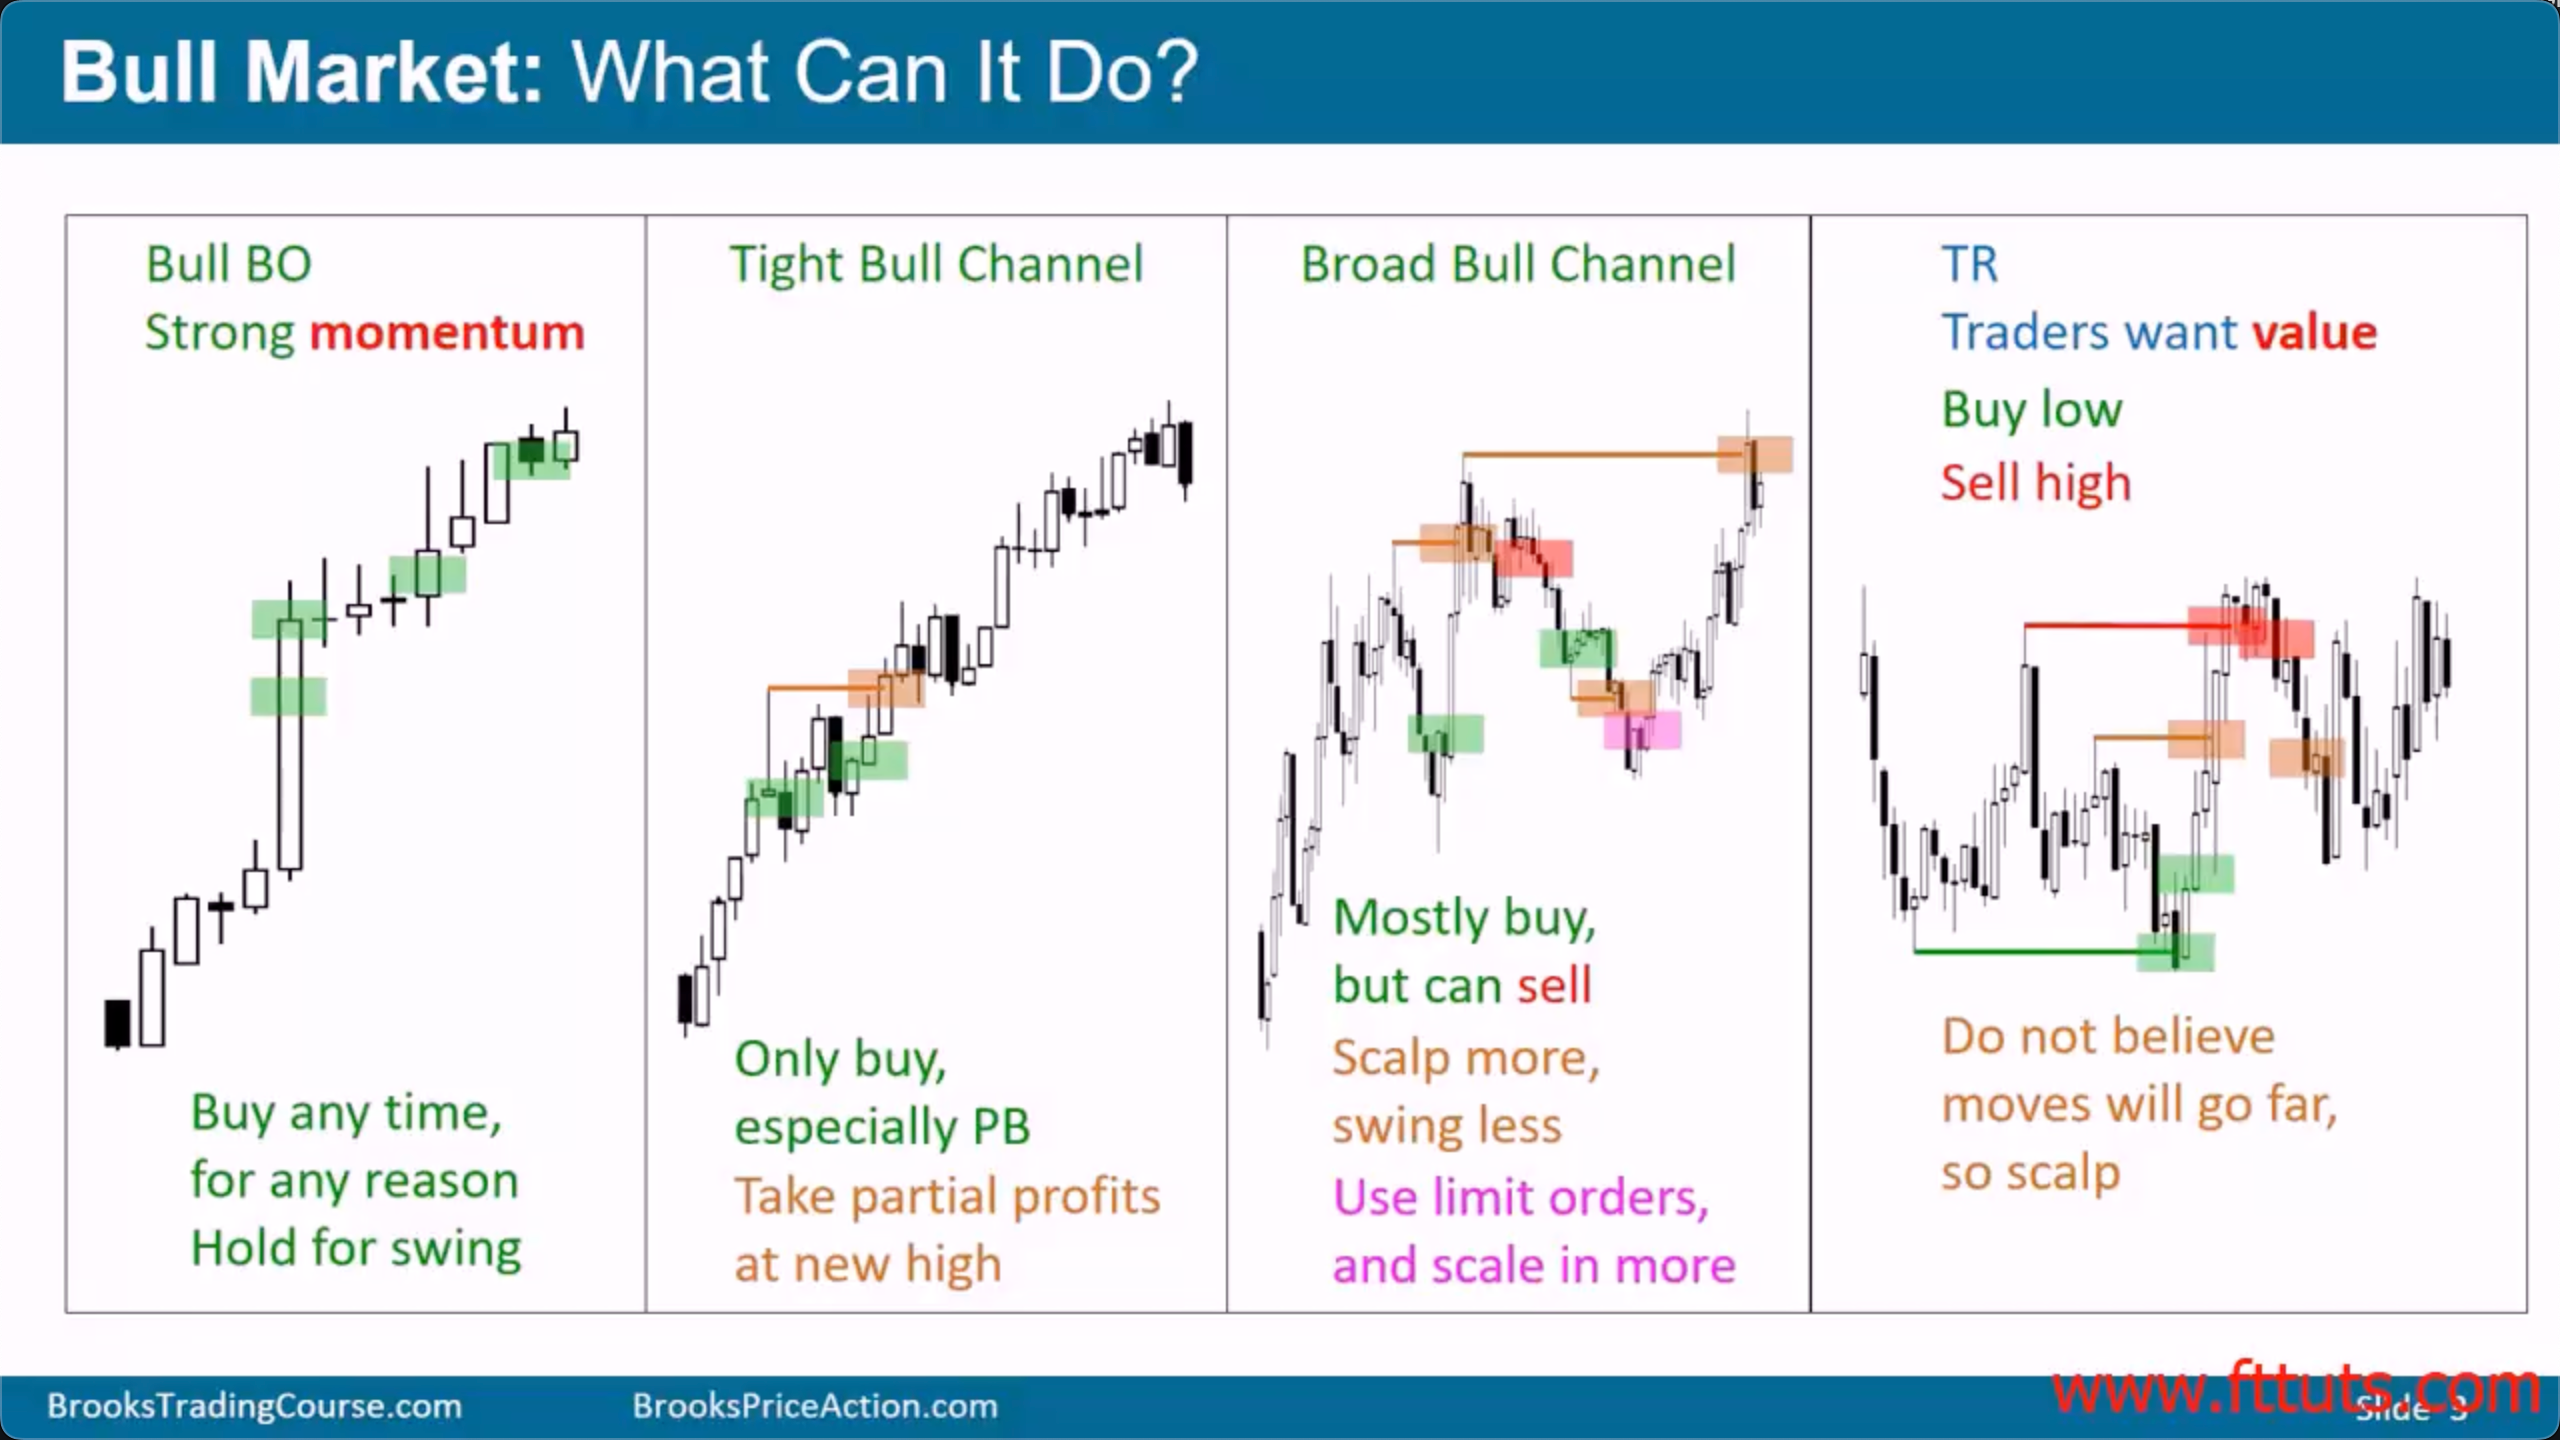 Bull Market: What Can It Do?
Bull BO
Strong momentum
Buy any time,
for any reason
Hold for swing
Tight Bull Channel
Only buy,
especially PB
Take partial profits
at new high
Broad Bull Channel
Mostly buy,
but can sell
Scalp more,
swing less
Use limit orders,
and scale in more
TR
Traders want value
Buy low
Sell high
Do not believe
moves will go far,
so scalp
BrooksTradingCourse.com
BrooksPriceAction.com
www.fttuts.com
Slide 3